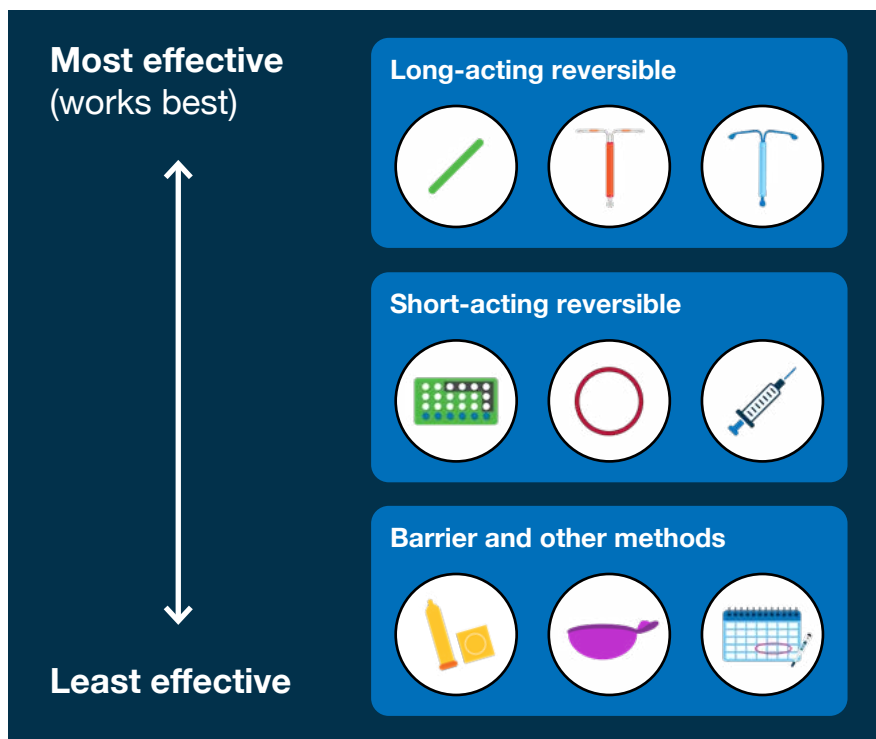 Most effective
(works best)
Long-acting reversible
Short-acting reversible
Barrier and other methods
Least effective